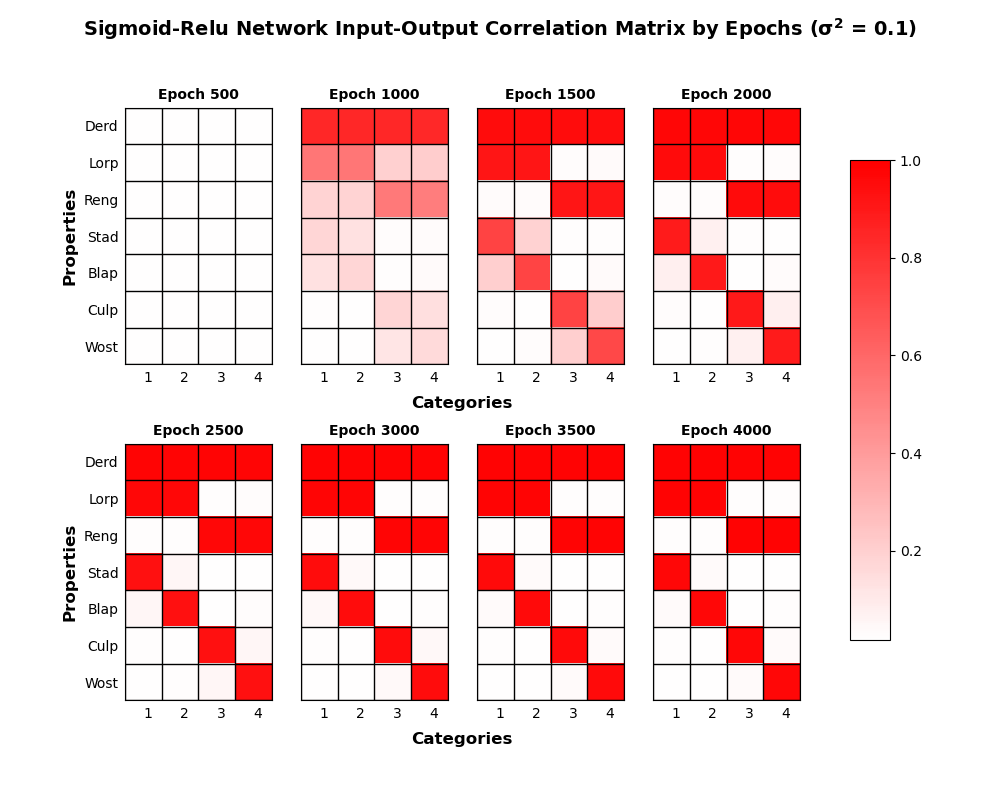 Sigmoid-Relu Network Input-Output Correlation Matrix by Epochs (σ² = 0.1)
Epoch 500 Epoch 1000 Epoch 1500 Epoch 2000
Properties
Derd
Lorp
Reng
Stad
Blap
Culp
Wost
1 2 3 4 1 2 3 4 1 2 3 4 1 2 3 4
Categories
Epoch 2500 Epoch 3000 Epoch 3500 Epoch 4000
Properties
Derd
Lorp
Reng
Stad
Blap
Culp
Wost
1 2 3 4 1 2 3 4 1 2 3 4 1 2 3 4
Categories
1.0
0.8
0.6
0.4
0.2